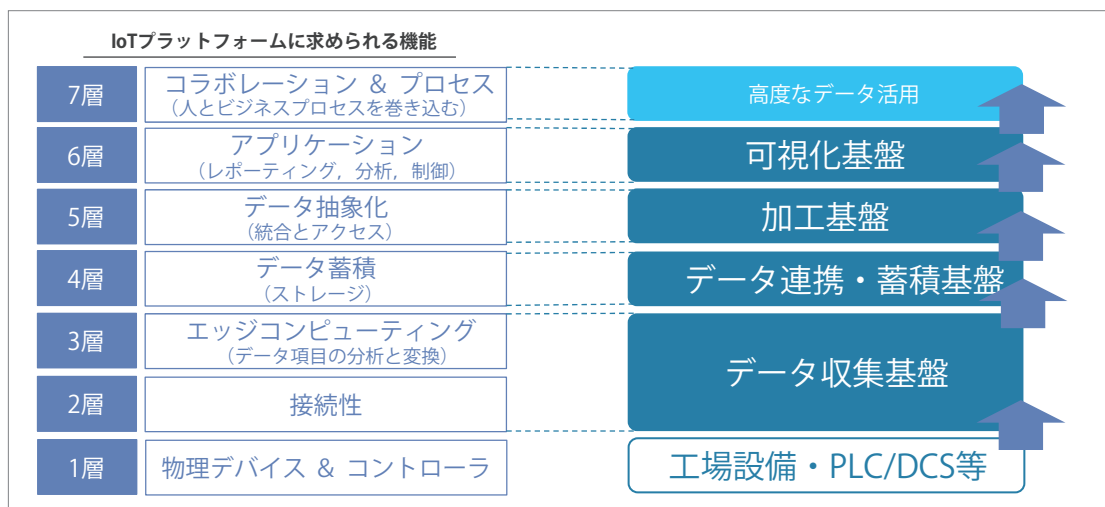 IoTプラットフォームに求められる機能
7層
コラボレーション & プロセス
(人とビジネスプロセスを巻き込む)
高度なデータ活用
6層
アプリケーション
(レポーティング, 分析, 制御)
可視化基盤
5層
データ抽象化
(統合とアクセス)
加工基盤
4層
データ蓄積
(ストレージ)
データ連携・蓄積基盤
3層
エッジコンピューティング
(データ項目の分析と変換)
データ収集基盤
2層
接続性
1層
物理デバイス & コントローラ
工場設備・PLC/DCS等